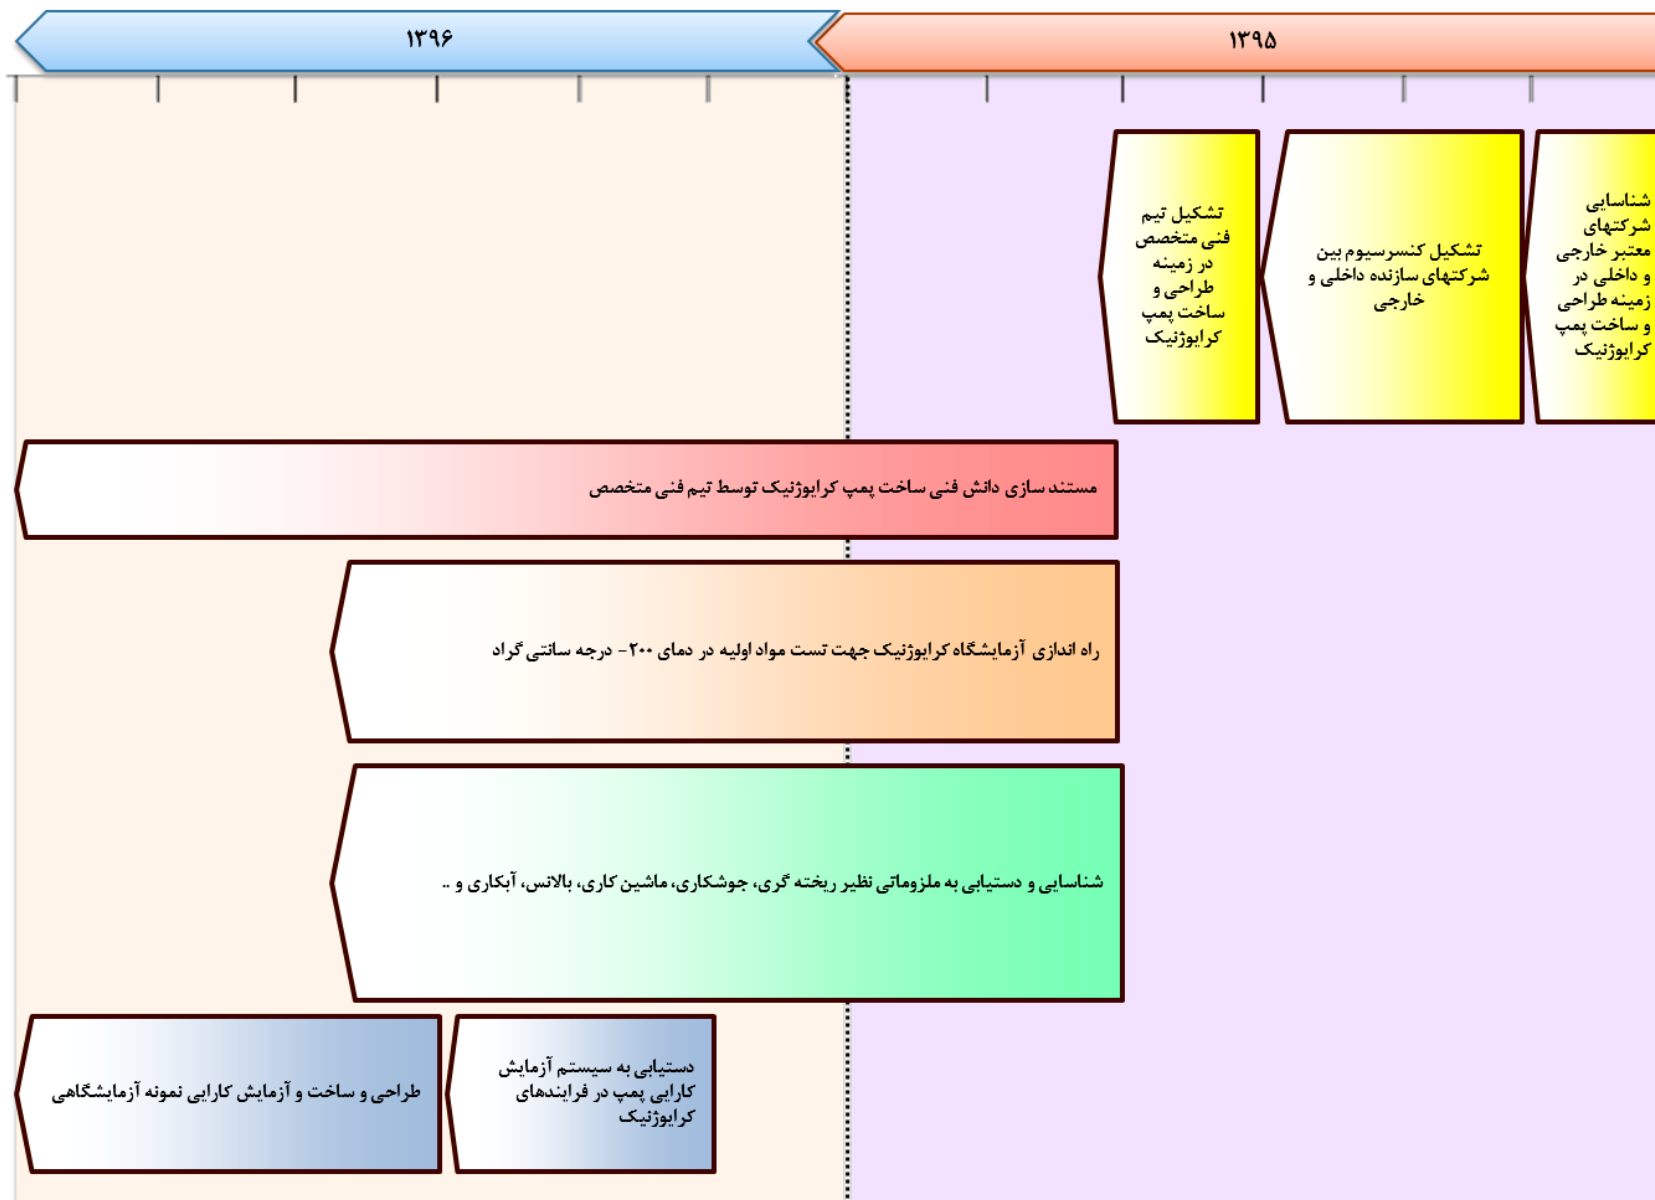 ۱۳۹۵
۱۳۹۶
شناسایی
شرکتهای
معتبر خارجی
و داخلی در
زمینه طراحی
و ساخت پمپ
کرایوژنیک
تشکیل کنسرسیوم بین
شرکتهای سازنده داخلی و
خارجی
تشکیل تیم
فنی متخصص
در زمینه
طراحی و
ساخت پمپ
کرایوژنیک
مستند سازی دانش فنی ساخت پمپ کرایوژنیک توسط تیم فنی متخصص
راه اندازی آزمایشگاه کرایوژنیک جهت تست مواد اولیه در دمای ۲۰۰- درجه سانتی گراد
شناسایی و دستیابی به ملزوماتی نظیر ریخته گری، جوشکاری، ماشین کاری، بالانس، آبکاری و ..
دستیابی به سیستم آزمایش
کارایی پمپ در فرایندهای
کرایوژنیک
طراحی و ساخت و آزمایش کارایی نمونه آزمایشگاهی